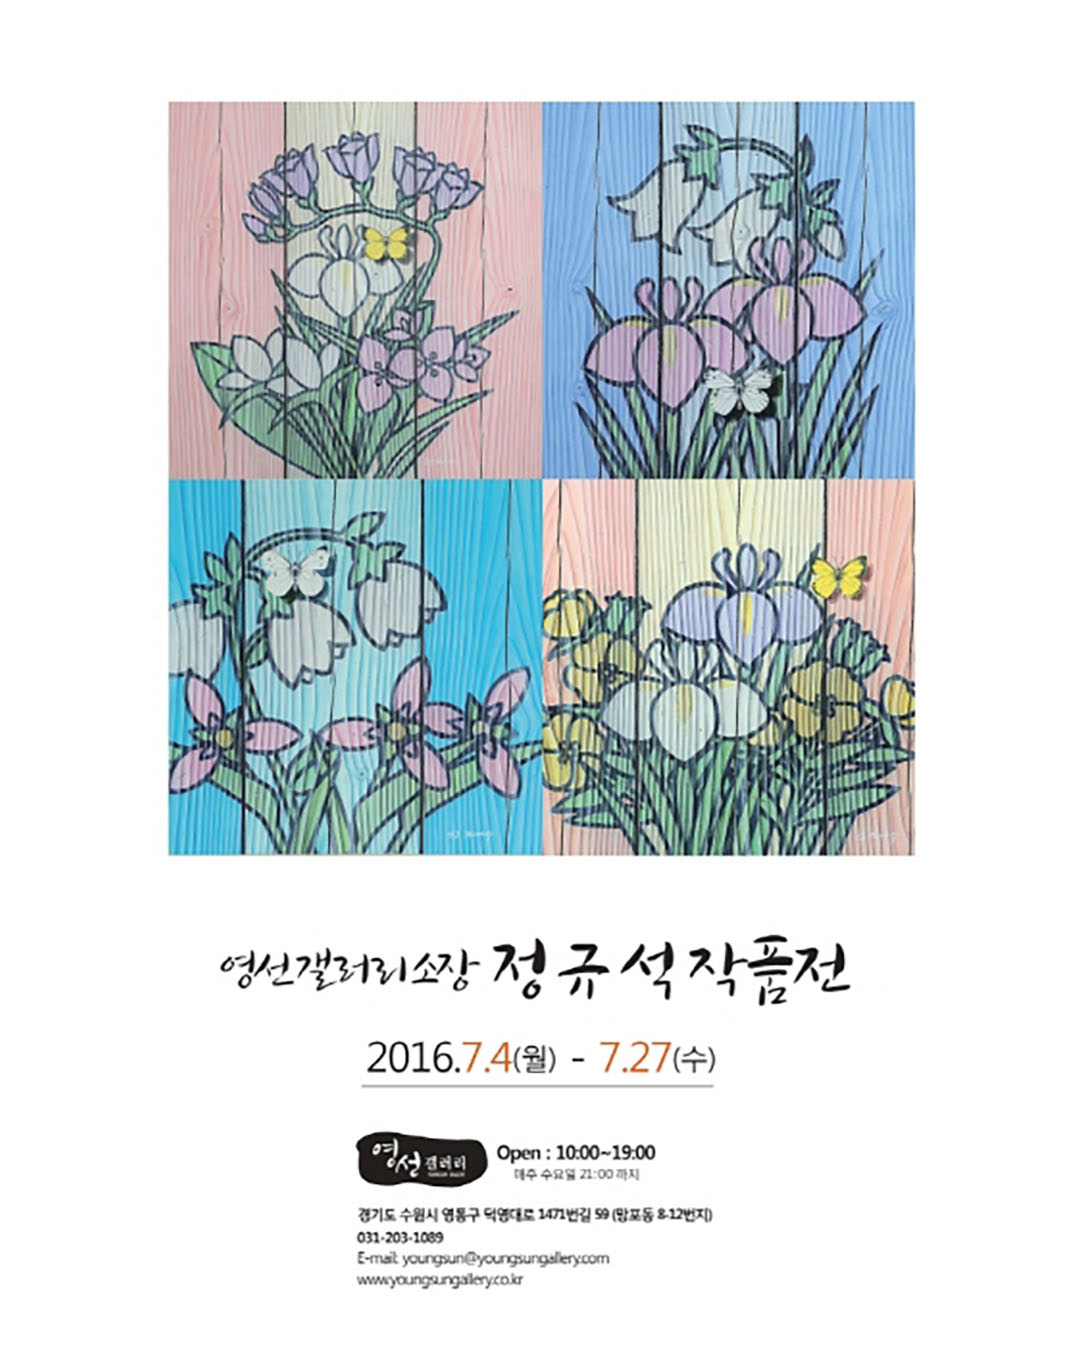 영선갤러리소장 정규석작품전
2016.7.4(월) - 7.27(수)
영선갤러리
Open : 10:00~19:00
매주 수요일 21:00 까지
경기도 수원시 영통구 덕영대로 1471번길 59 (망포동 8-12번지)
031-203-1089
E-mail: youngsun@youngsungallery.com
www.youngsungallery.co.kr